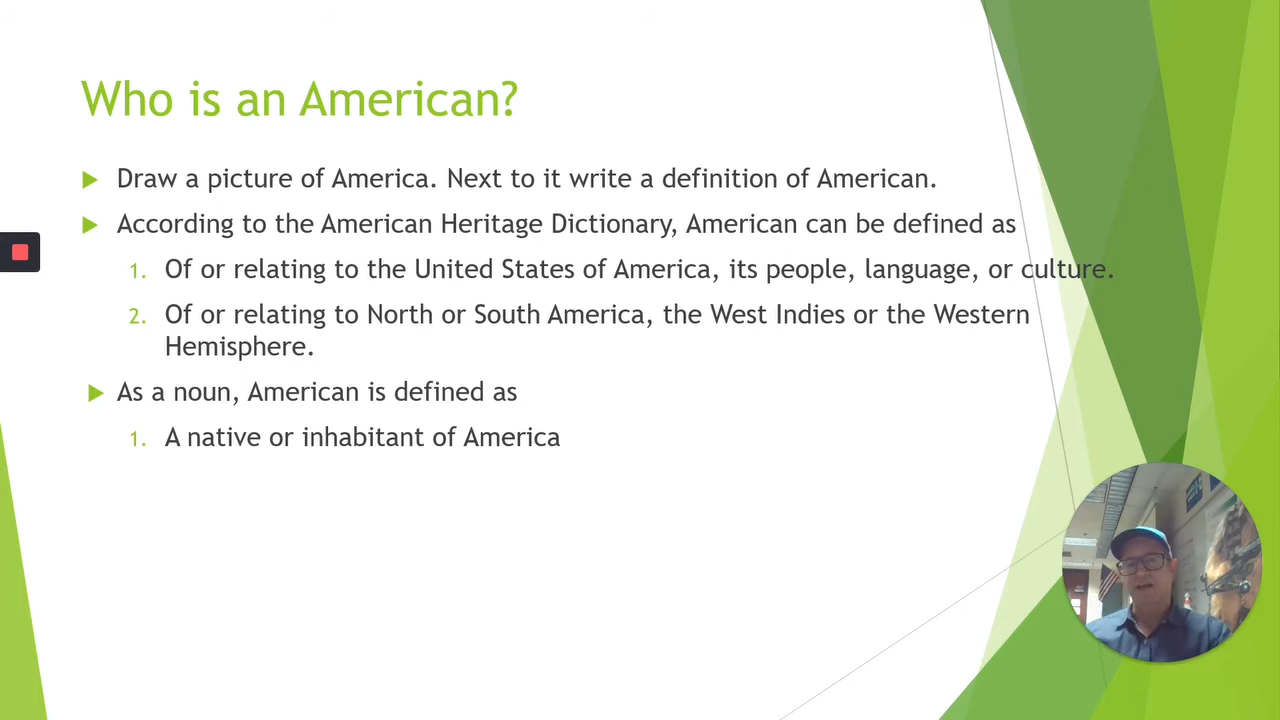 Who is an American?
Draw a picture of America. Next to it write a definition of American.
According to the American Heritage Dictionary, American can be defined as
1. Of or relating to the United States of America, its people, language, or culture.
2. Of or relating to North or South America, the West Indies or the Western
Hemisphere.
As a noun, American is defined as
1. A native or inhabitant of America